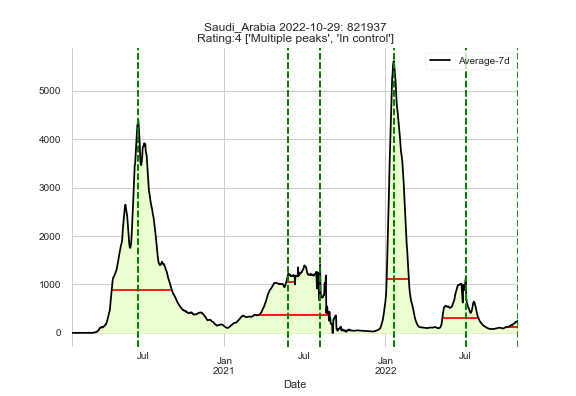 Saudi_Arabia 2022-10-29: 821937
Rating:4 ['Multiple peaks', 'In control']
Average-7d
5000
4000
3000
2000
1000
0
Jul
Jan
2021
Jul
Jan
2022
Jul
Date